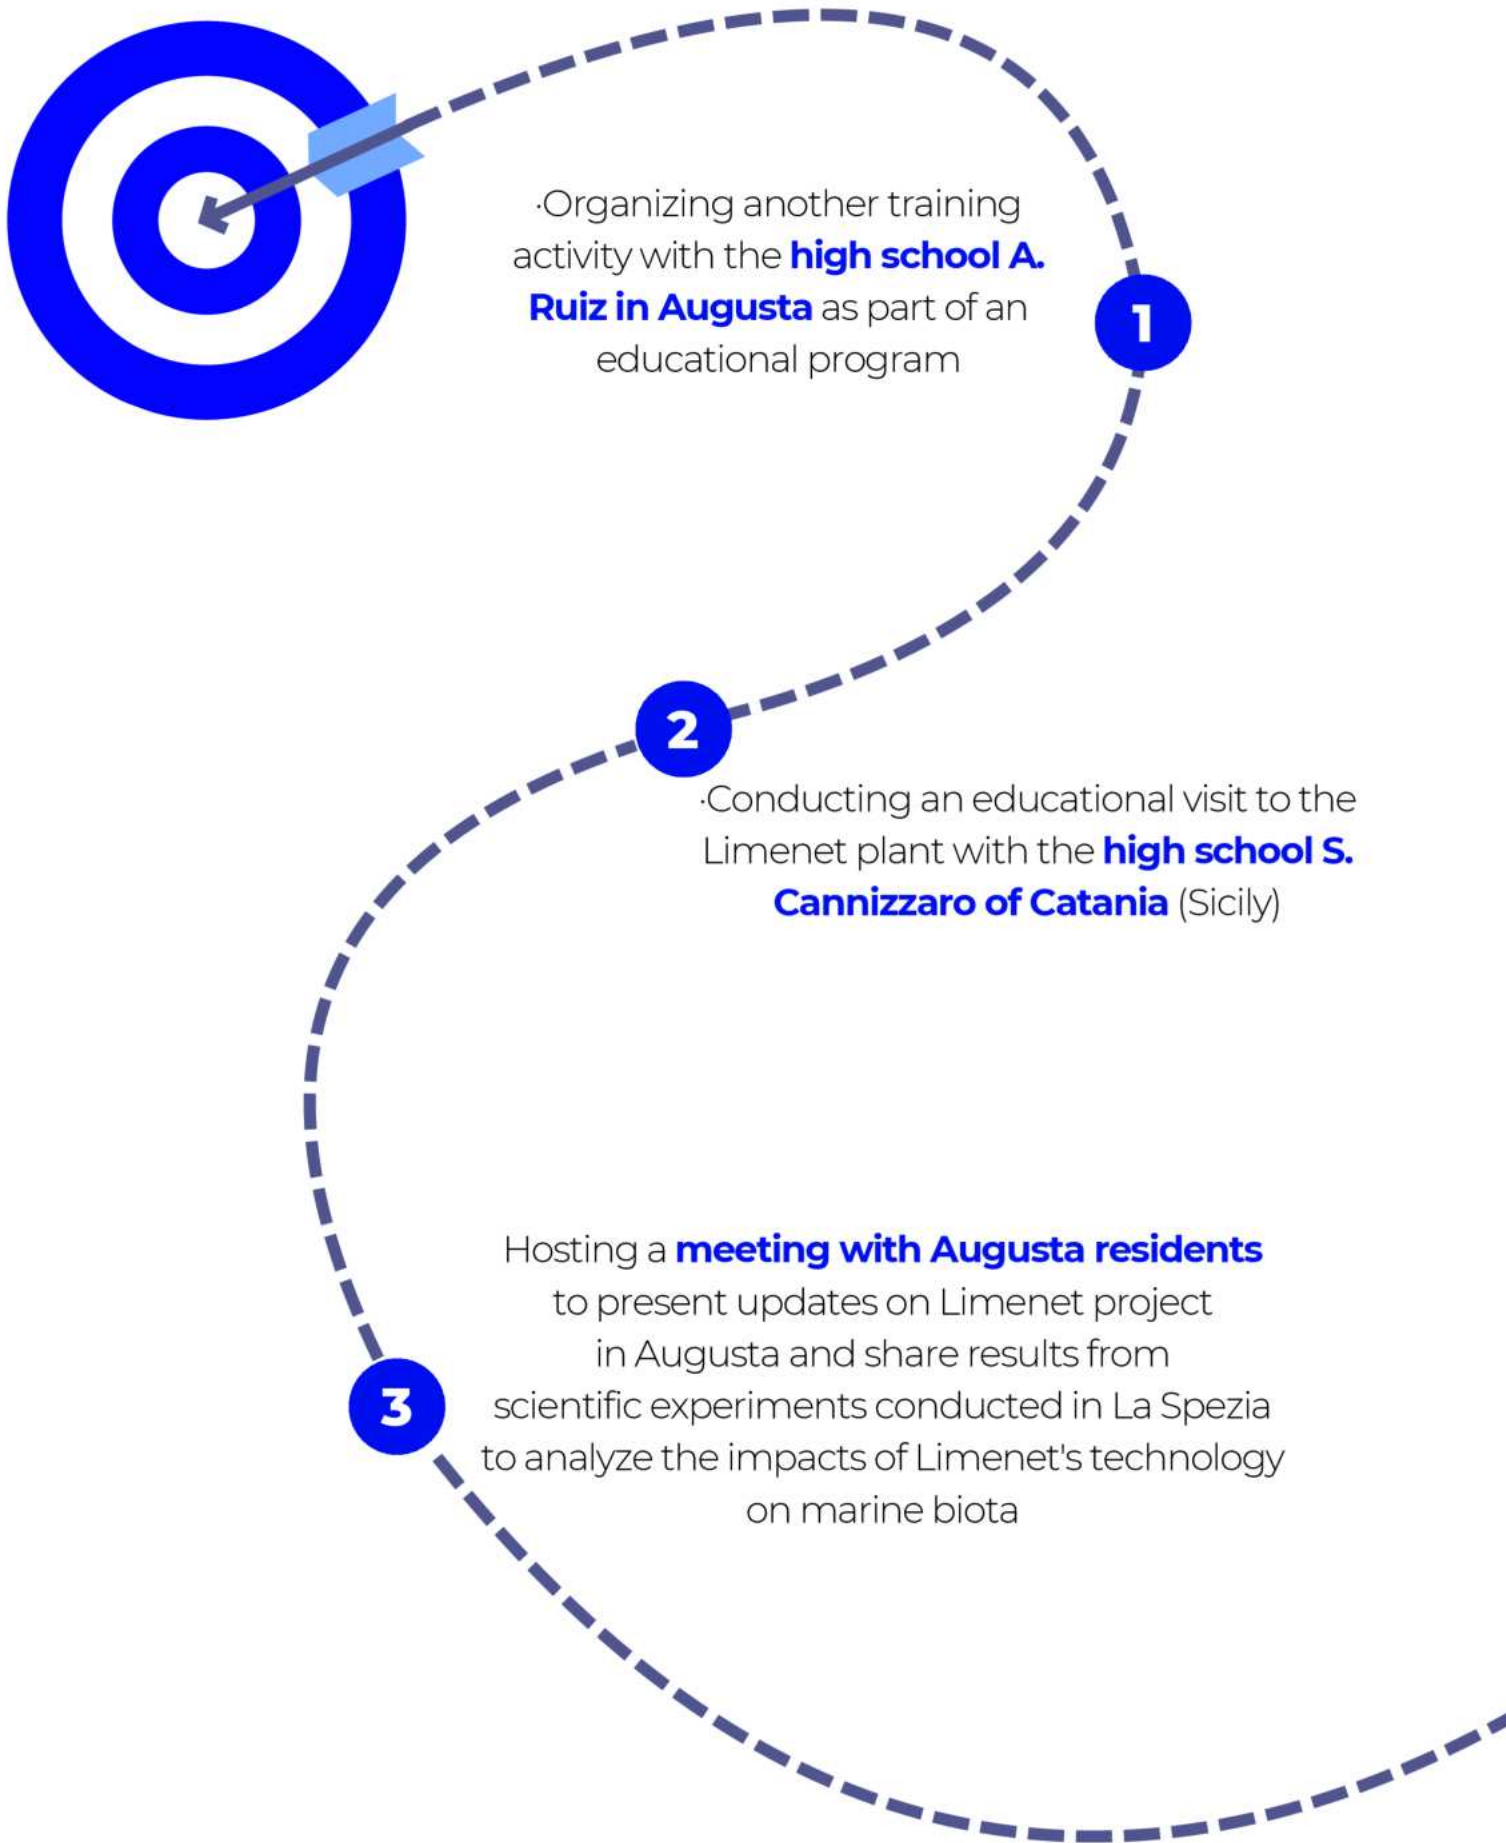 ·Organizing another training
activity with the high school A.
Ruiz in Augusta as part of an
educational program
1
2
·Conducting an educational visit to the
Limenet plant with the high school S.
Cannizzaro of Catania (Sicily)
Hosting a meeting with Augusta residents
to present updates on Limenet project
in Augusta and share results from
3
scientific experiments conducted in La Spezia
to analyze the impacts of Limenet's technology
on marine biota